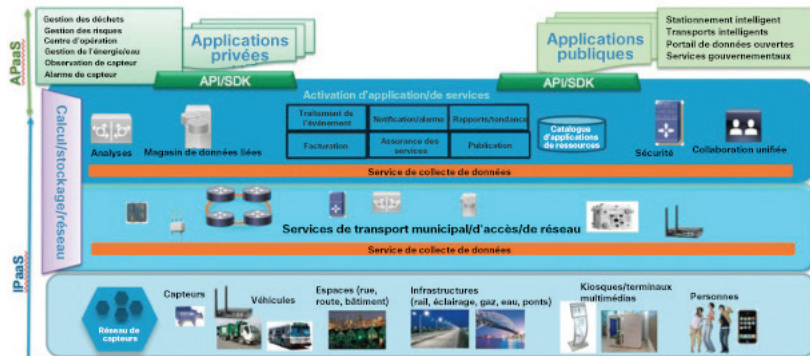 APaaS
Gestion des déchets
Gestion des risques
Centre d'opération
Gestion de l'énergie/eau
Observation de capteur
Alarme de capteur
Applications
privées
Applications
publiques
Stationnement intelligent
Transports intelligents
Portail de données ouvertes
Services gouvernementaux
API/SDK
API/SDK
Activation d'application/de services
IPaaS
Calcul/stockage/réseau
Analyses
Magasin de données liées
Traitement de
l'événement
Notification/alarme
Rapports/tendance
Facturation
Assurance des
services
Publication
Catalogue
d'applications
de ressources
Sécurité
Collaboration unifiée
Service de collecte de données
Services de transport municipal/d'accès/de réseau
Service de collecte de données
Réseau de
capteurs
Capteurs
Véhicules
Espaces (rue,
route, bâtiment)
Infrastructures
(rail, éclairage, gaz, eau, ponts)
Kiosques/terminaux
multimédias
Personnes